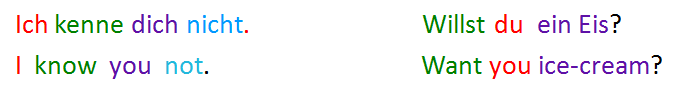 Ich kenne dich nicht.
I know you not.
Willst du ein Eis?
Want you ice-cream?